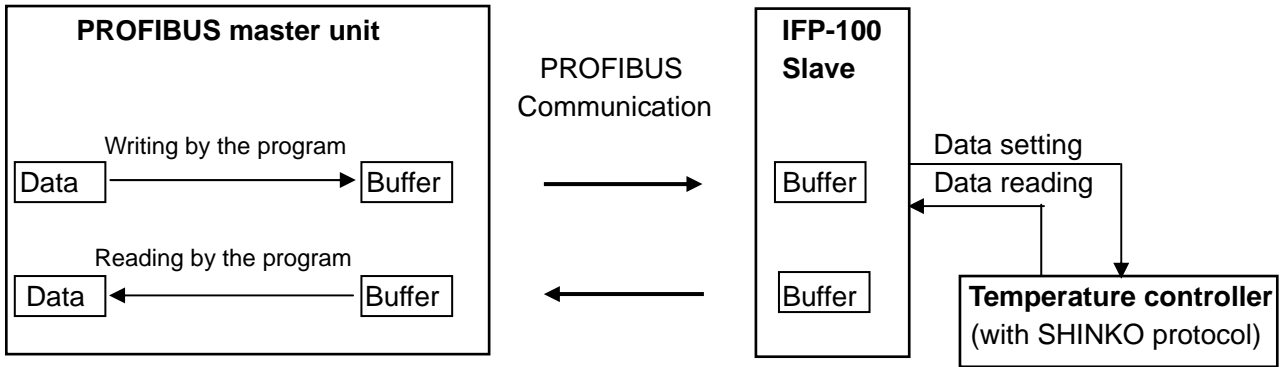 PROFIBUS master unit
Writing by the program
Data
Buffer
Reading by the program
Data
Buffer
PROFIBUS
Communication
IFP-100
Slave
Buffer
Buffer
Data setting
Data reading
Temperature controller
(with SHINKO protocol)